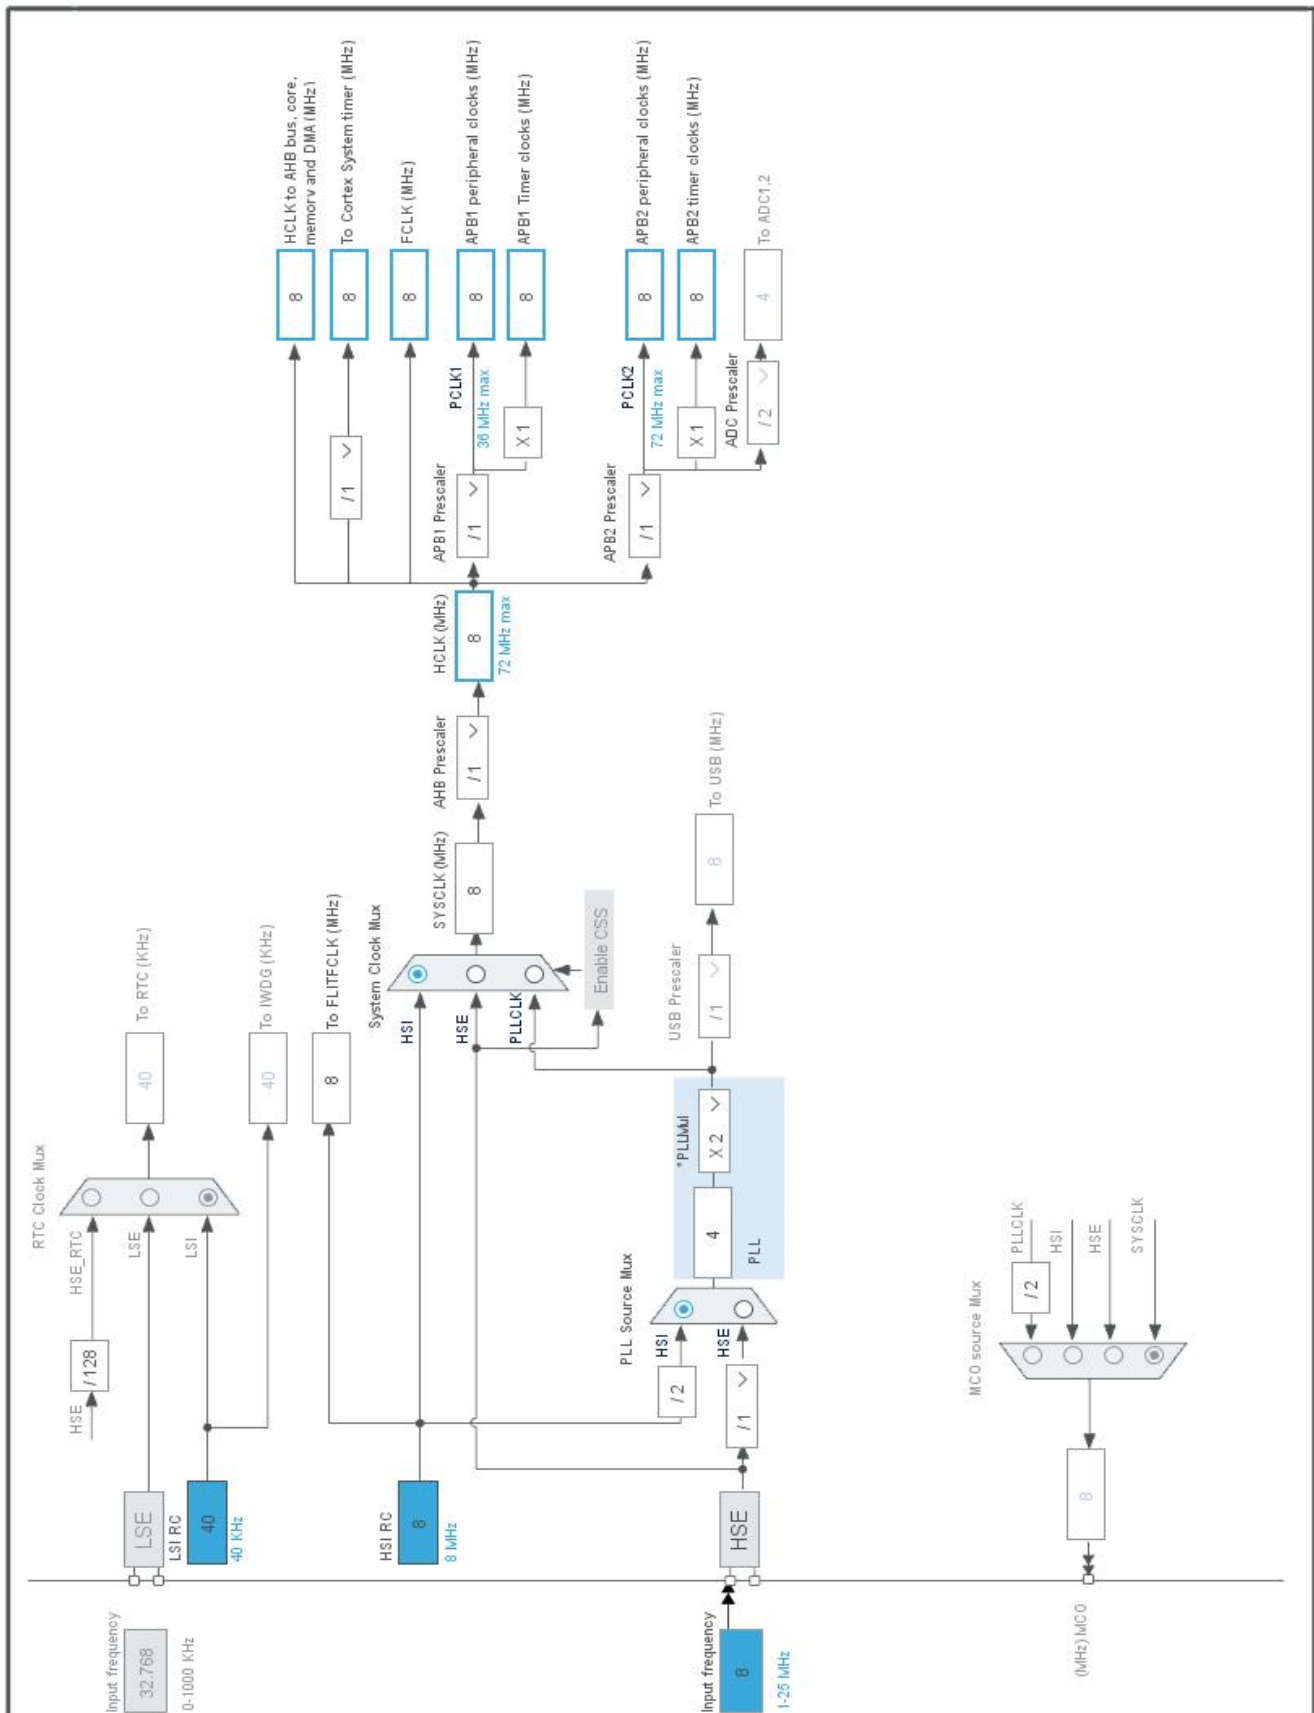 RTC Clock Mux
HSE
/ 128
HSE_RTC
LSE
LSI
40
To RTC (KHz)
Input frequency
32.768
0-1000 KHz
LSE
LSI RC
40
40 KHz
40
To IWDG (KHz)
8
To FLITFCLK (MHz)
HSI RC
8
8 MHz
System Clock Mux
HSI
HSE
PLLCLK
Enable CSS
SYSCLK (MHz)
8
AHB Prescaler
/ 1
HCLK (MHz)
8
72 MHz max
8
HCLK to AHB bus, core,
memory and DMA (MHz)
/ 1
8
To Cortex System timer (MHz)
8
FCLK (MHz)
APB1 Prescaler
/ 1
PCLK1
36 MHz max
8
APB1 peripheral clocks (MHz)
X 1
8
APB1 Timer clocks (MHz)
APB2 Prescaler
/ 1
PCLK2
72 MHz max
8
APB2 peripheral clocks (MHz)
X 1
8
APB2 timer clocks (MHz)
ADC Prescaler
/ 2
4
To ADC1,2
PLL Source Mux
/ 2
HSI
HSE
/ 1
4
*PLLMul
X 2
PLL
USB Prescaler
/ 1
8
To USB (MHz)
Input frequency
8
1-25 MHz
HSE
MCO source Mux
/ 2
PLLCLK
HSI
HSE
SYSCLK
8
(MHz) MCO